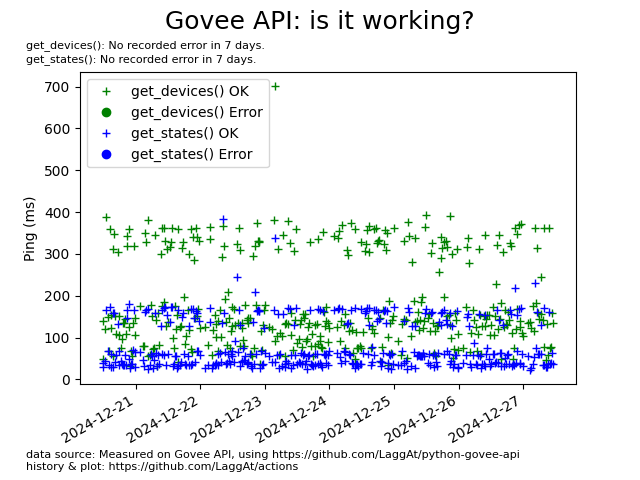 Govee API: is it working?
get_devices(): No recorded error in 7 days.
get_states(): No recorded error in 7 days.
get_devices() OK
get_devices() Error
get_states() OK
get_states() Error
Ping (ms)
700
600
500
400
300
200
100
0
2024-12-21
2024-12-22
2024-12-23
2024-12-24
2024-12-25
2024-12-26
2024-12-27
data source: Measured on Govee API, using https://github.com/LaggAt/python-govee-api
history & plot: https://github.com/LaggAt/actions